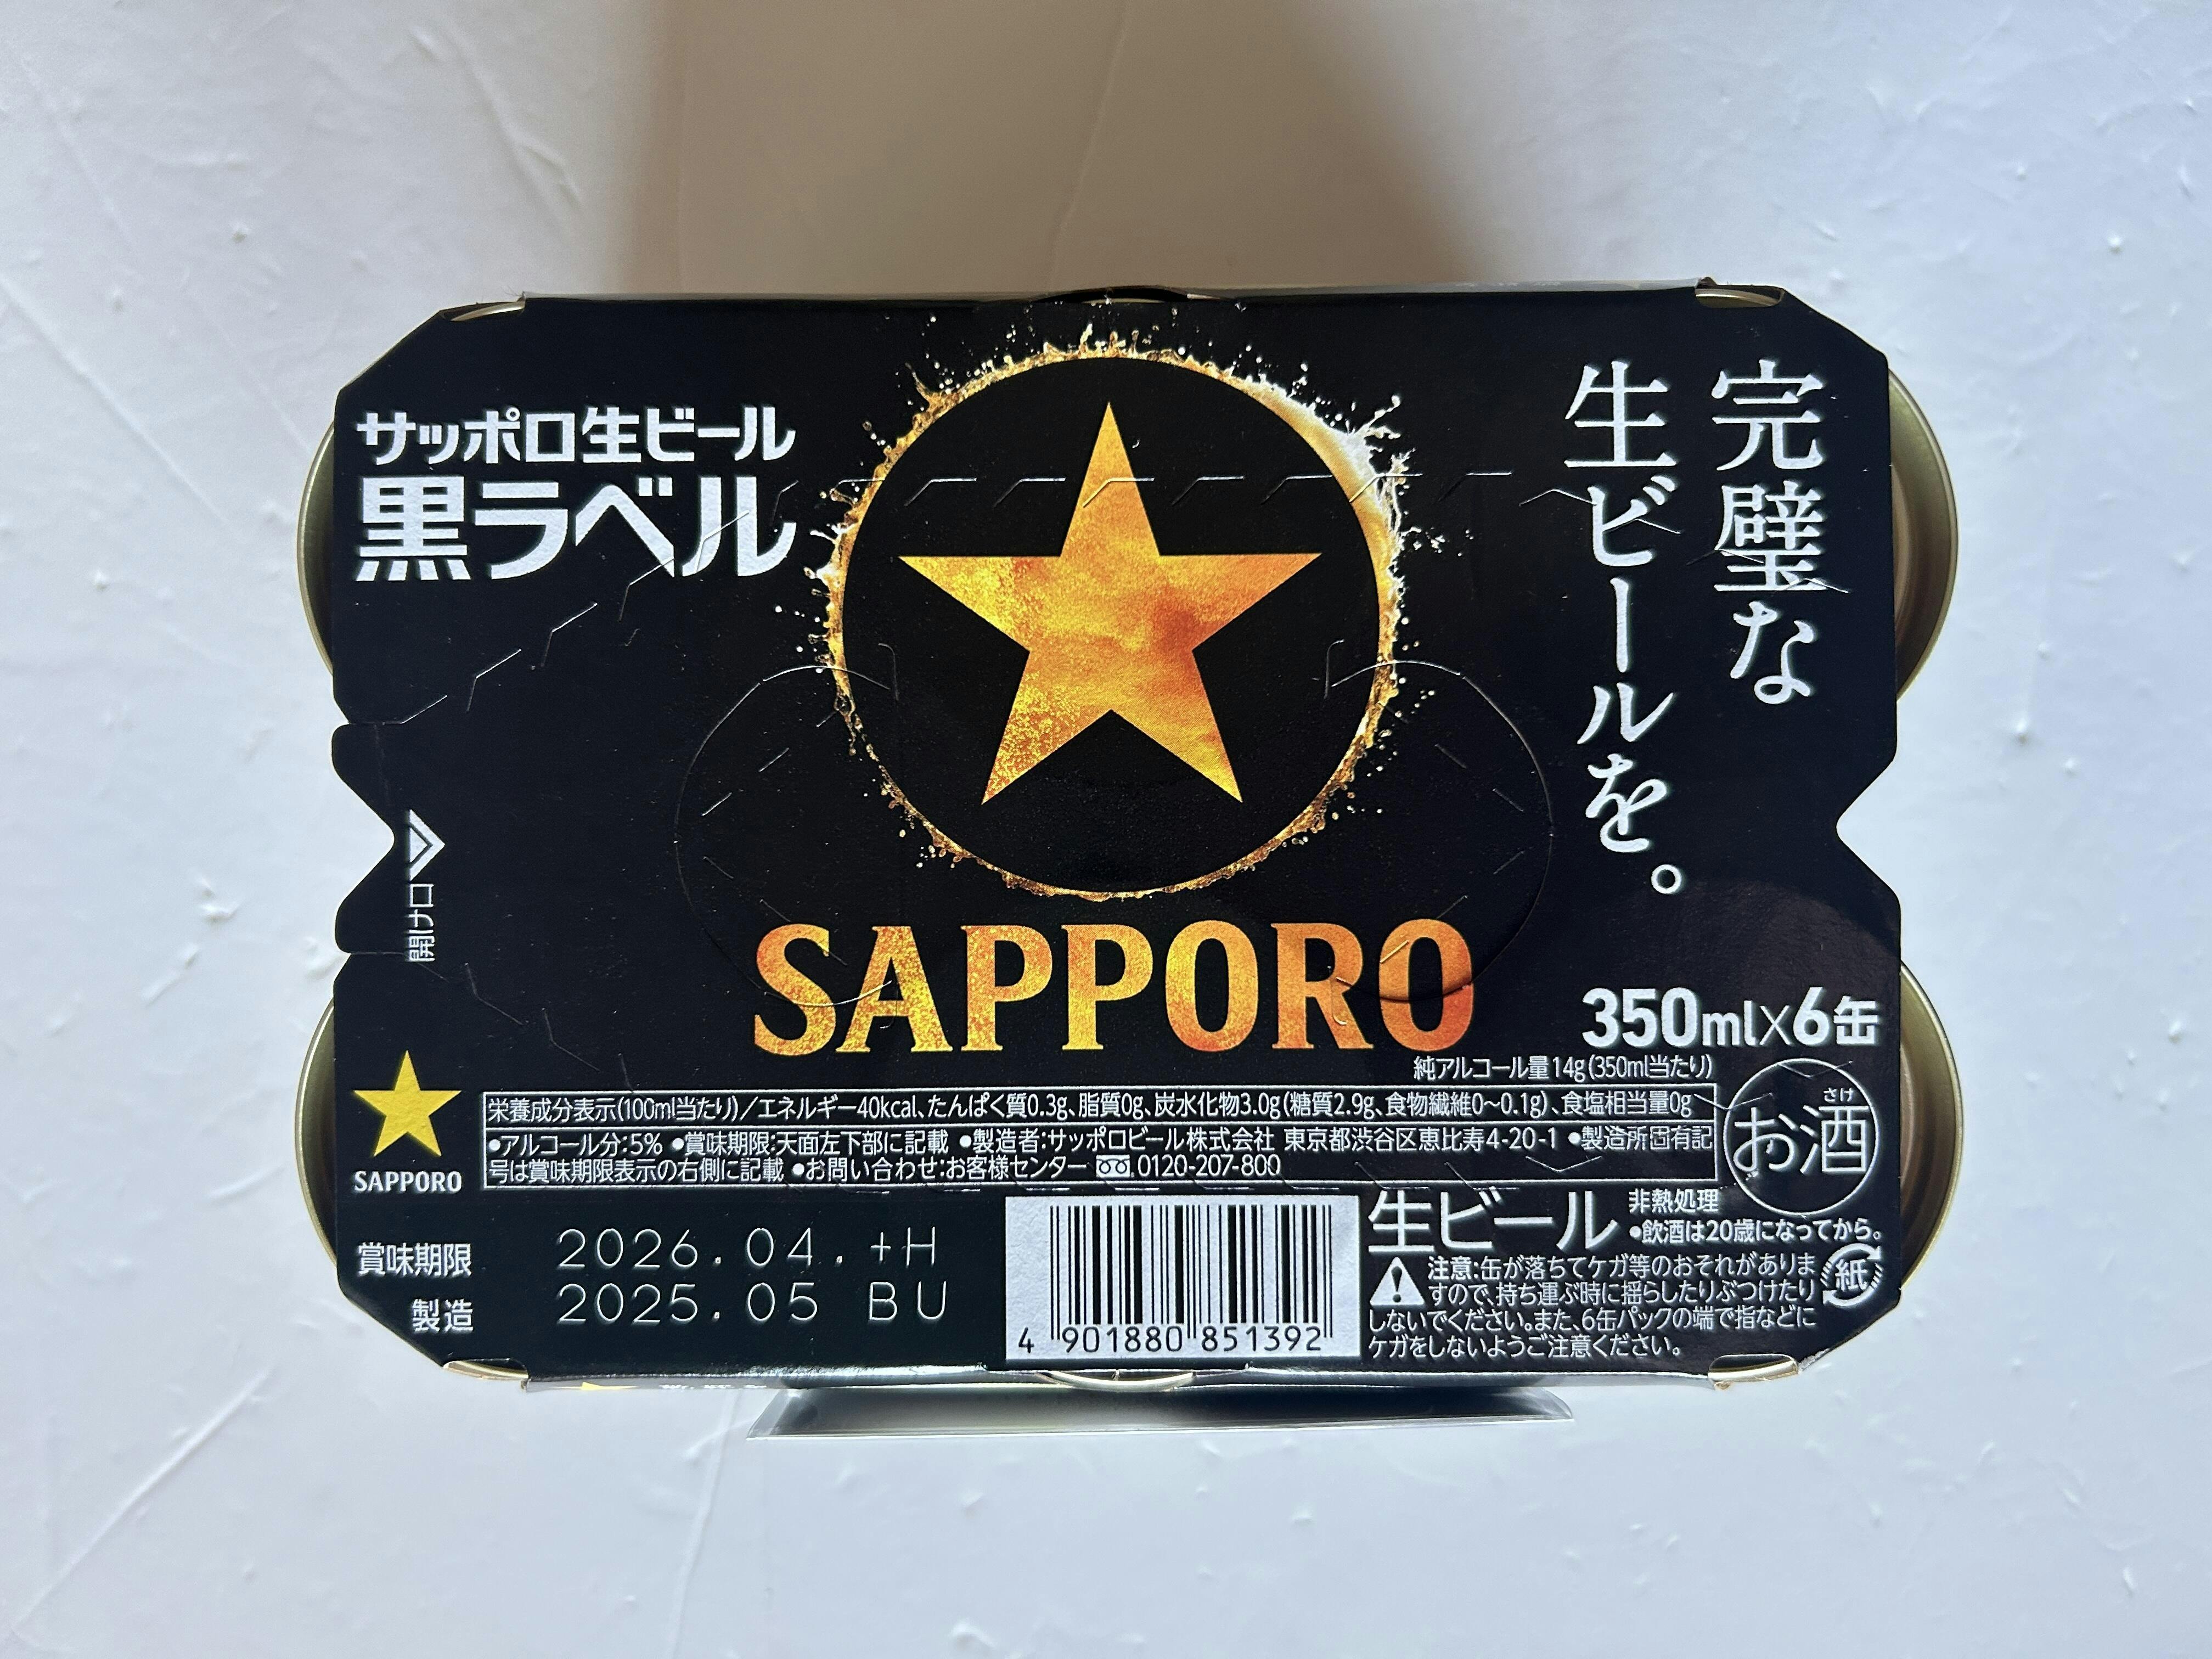 サッポロ生ビール
黒ラベル
完璧な
生ビールを。
開け口
SAPPORO
350ml×6缶
純アルコール量14g(350ml当たり)
SAPPORO
栄養成分表示(100ml当たり)/エネルギー40kcal、たんぱく質0.3g、脂質0g、炭水化物3.0g(糖質2.9g、食物繊維0〜0.1g)、食塩相当量0g
●アルコール分:5% ●賞味期限:天面左下部に記載 ●製造者:サッポロビール株式会社 東京都渋谷区恵比寿4-20-1 ●製造所固有記
号は賞味期限表示の右側に記載 ●お問い合わせ:お客様センター 0120-207-800
さけ
お酒
賞味期限 2026.04.+H
製造 2025.05 BU
4 901880 851392
生ビール 非熱処理
●飲酒は20歳になってから。
注意:缶が落ちてケガ等のおそれがありま
すので、持ち運ぶ時に揺らしたりぶつけたり
しないでください。また、6缶パックの端で指などに
ケガをしないようご注意ください。
紙